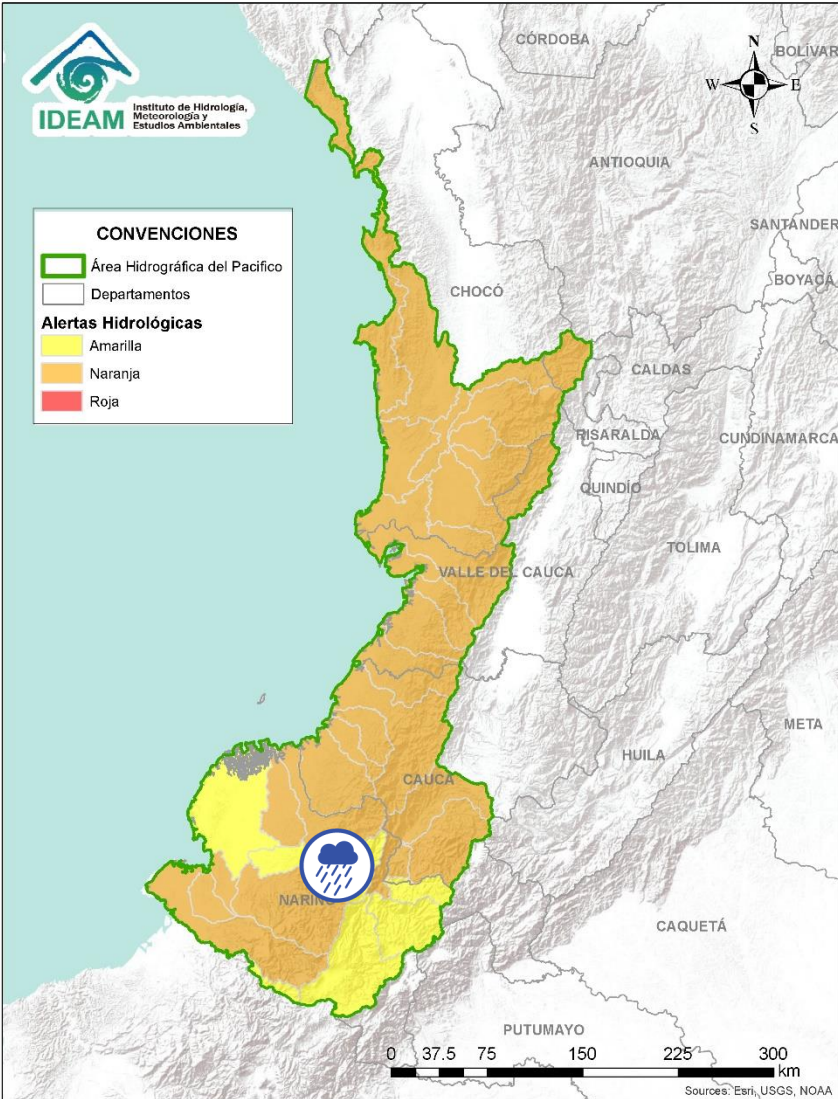 IDEAM
Instituto de Hidrología,
Meteorología y
Estudios Ambientales
CÓRDOBA
BOLÍVAR
N
W
E
S
ANTIOQUIA
SANTANDER
BOYACÁ
CONVENCIONES
Área Hidrográfica del Pacifico
Departamentos
Alertas Hidrológicas
Amarilla
Naranja
Roja
CHOCÓ
CALDAS
RISARALDA
CUNDINAMARCA
QUINDÍO
TOLIMA
VALLE DEL CAUCA
META
HUILA
CAUCA
NARIÑO
CAQUETÁ
PUTUMAYO
0 37.5 75 150 225 300
km
Sources: Esri, USGS, NOAA